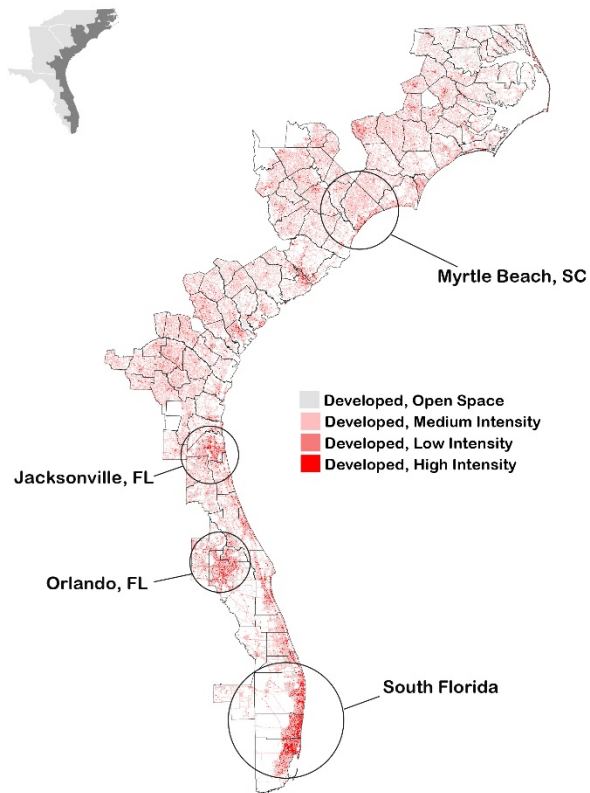 Myrtle Beach, SC
Developed, Open Space
Developed, Medium Intensity
Developed, Low Intensity
Developed, High Intensity
Jacksonville, FL
Orlando, FL
South Florida